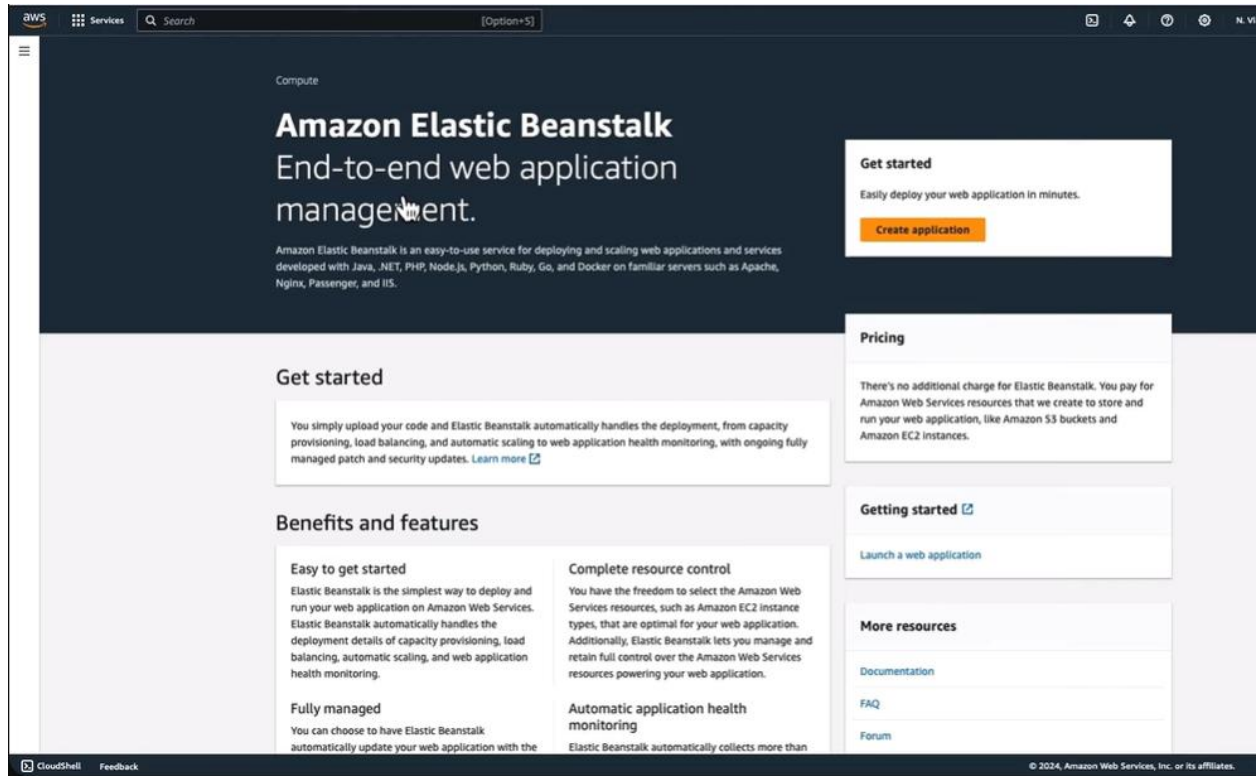 aws
Services
Search
[Option+S]
N. Vi
Compute
Amazon Elastic Beanstalk
End-to-end web application
management.
Amazon Elastic Beanstalk is an easy-to-use service for deploying and scaling web applications and services
developed with Java, .NET, PHP, Node.js, Python, Ruby, Go, and Docker on familiar servers such as Apache,
Nginx, Passenger, and IIS.
Get started
Easily deploy your web application in minutes.
Create application
Pricing
There's no additional charge for Elastic Beanstalk. You pay for
Amazon Web Services resources that we create to store and
run your web application, like Amazon S3 buckets and
Amazon EC2 instances.
Get started
You simply upload your code and Elastic Beanstalk automatically handles the deployment, from capacity
provisioning, load balancing, and automatic scaling to web application health monitoring, with ongoing fully
managed patch and security updates. Learn more
Getting started
Launch a web application
Benefits and features
Easy to get started
Elastic Beanstalk is the simplest way to deploy and
run your web application on Amazon Web Services.
Elastic Beanstalk automatically handles the
deployment details of capacity provisioning, load
balancing, automatic scaling, and web application
health monitoring.
Complete resource control
You have the freedom to select the Amazon Web
Services resources, such as Amazon EC2 instance
types, that are optimal for your web application.
Additionally, Elastic Beanstalk lets you manage and
retain full control over the Amazon Web Services
resources powering your web application.
Fully managed
You can choose to have Elastic Beanstalk
automatically update your web application with the
Automatic application health
monitoring
Elastic Beanstalk automatically collects more than
More resources
Documentation
FAQ
Forum
CloudShell
Feedback
© 2024, Amazon Web Services, Inc. or its affiliates.